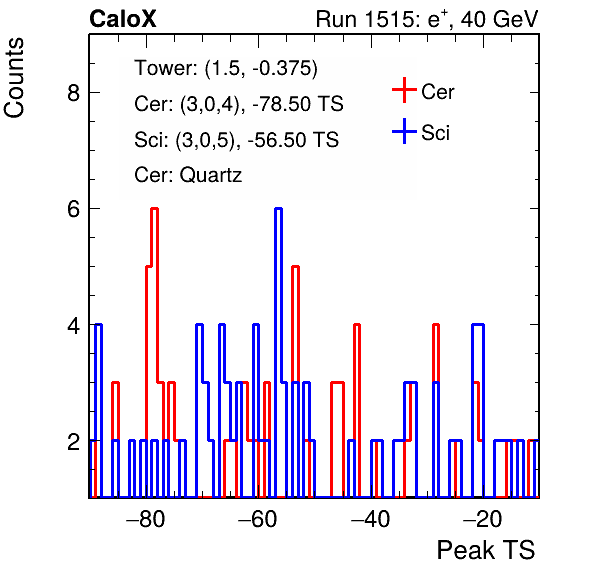 CaloX Run 1515: e⁺, 40 GeV
Counts
Tower: (1.5, -0.375)
Cer: (3,0,4), -78.50 TS
Sci: (3,0,5), -56.50 TS
Cer: Quartz
Cer
Sci
8
6
4
2
−80 −60 −40 −20
Peak TS